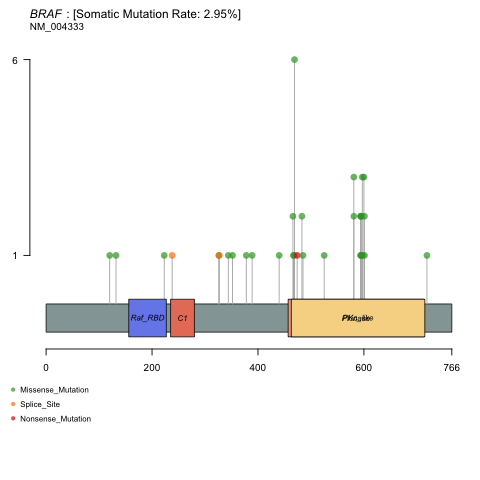 BRAF : [Somatic Mutation Rate: 2.95%]
NM_004333
6
1
Raf_RBD
C1
0
200
400
600
766
Missense_Mutation
Splice_Site
Nonsense_Mutation